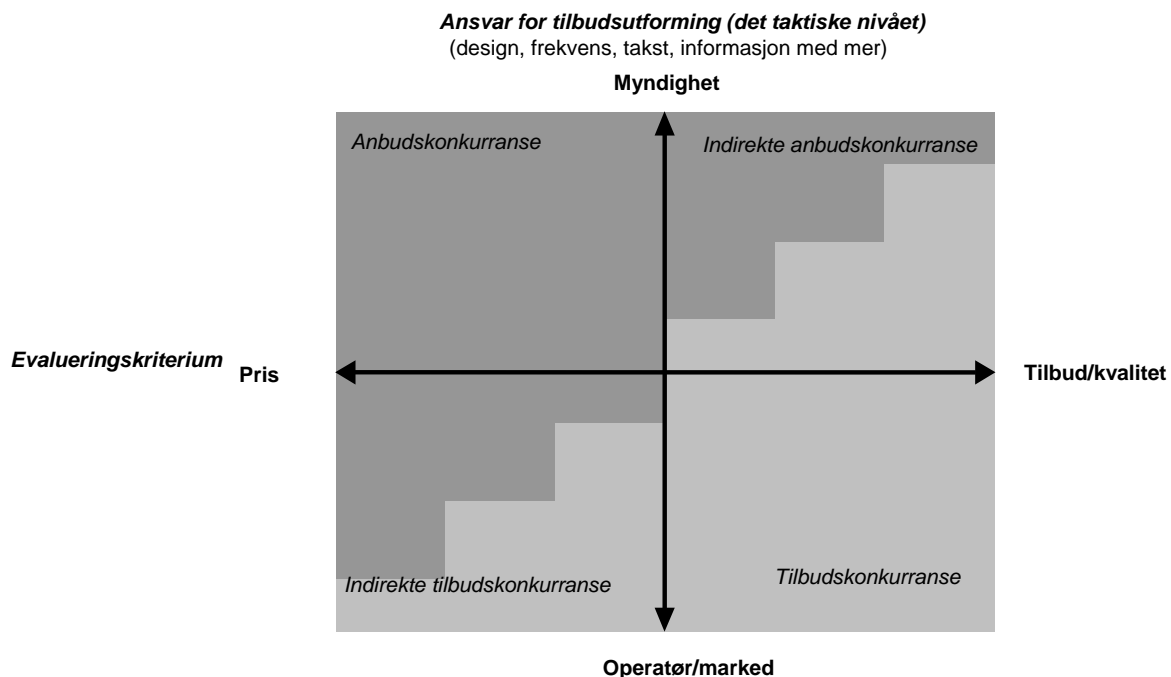 Ansvar for tilbudsutforming (det taktiske nivået)
(design, frekvens, takst, informasjon med mer)
Myndighet
Anbudskonkurranse
Indirekte anbudskonkurranse
Evalueringskriterium
Pris
Tilbud/kvalitet
Indirekte tilbudskonkurranse
Tilbudskonkurranse
Operatør/marked